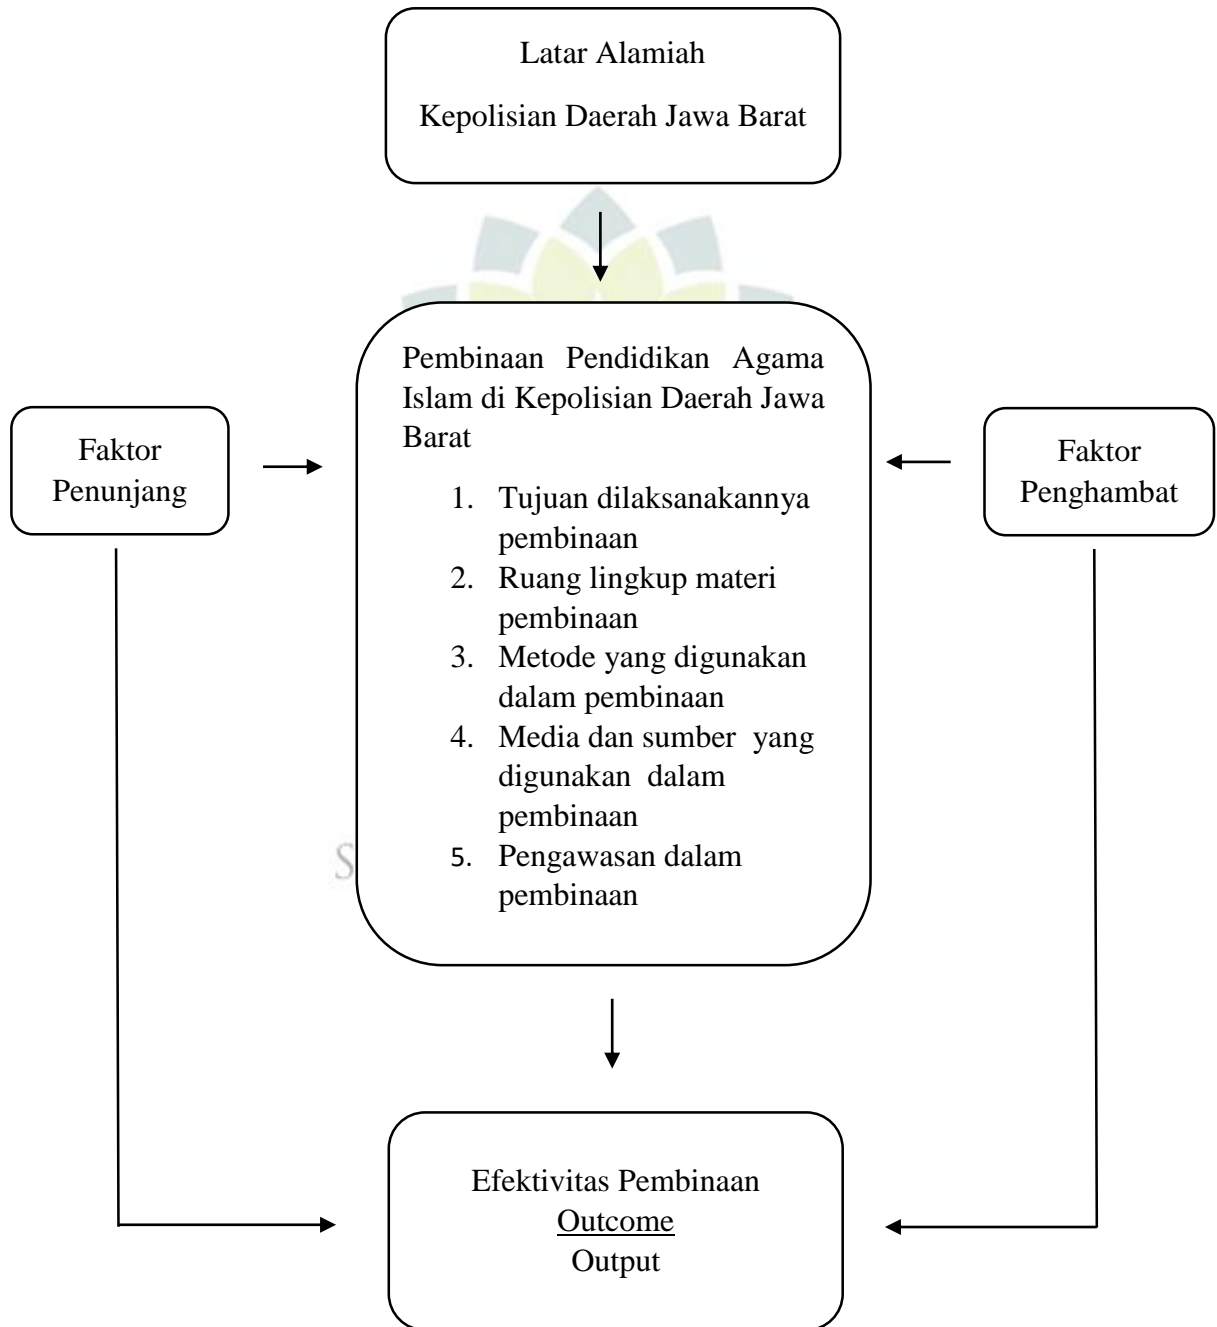 Latar Alamiah
Kepolisian Daerah Jawa Barat
Pembinaan Pendidikan Agama
Islam di Kepolisian Daerah Jawa
Barat
1. Tujuan dilaksanakannya
pembinaan
2. Ruang lingkup materi
pembinaan
3. Metode yang digunakan
dalam pembinaan
4. Media dan sumber yang
digunakan dalam
pembinaan
5. Pengawasan dalam
pembinaan
Faktor
Penunjang
Faktor
Penghambat
Efektivitas Pembinaan
Outcome
Output